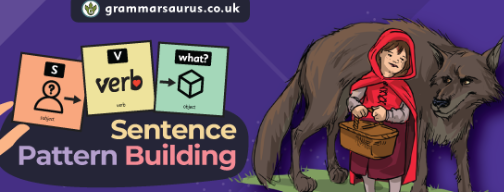 grammarsaurus.co.uk
S
subject
V
verb
verb
what?
object
Sentence
Pattern Building